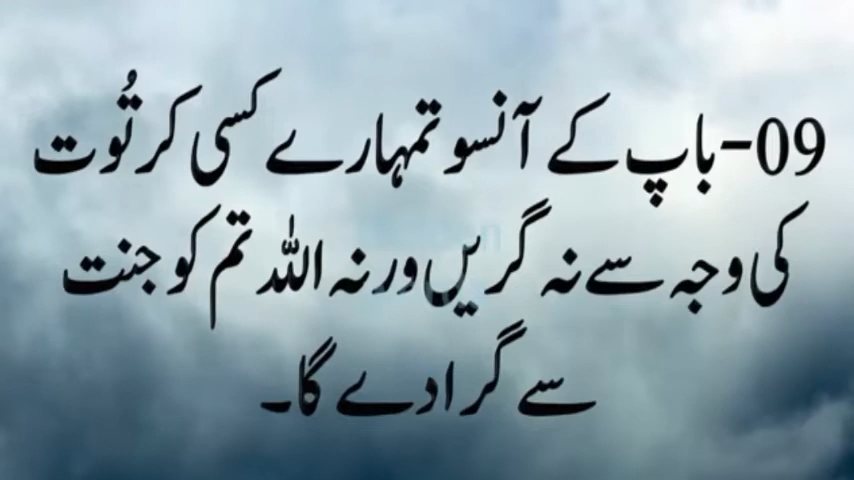 09-باپ کے آنسو تمہارے کسی کرتُوت
کی وجہ سے نہ گریں ورنہ اللہ تم کو جنت
سے گرا دے گا۔